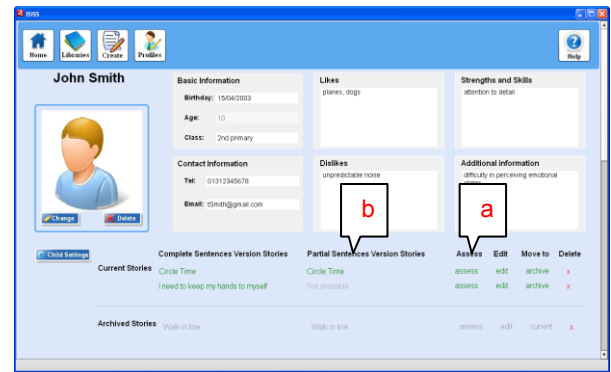 BISS
Home Libraries Create Profiles Help
John Smith
Basic Information
Birthday: 15/04/2003
Age: 10
Class: 2nd primary
Likes
planes, dogs
Strengths and Skills
attention to detail
Contact Information
Tel: 01312345678
Email: tSmith@gmail.com
Dislikes
unpredictable noise
Additional information
difficulty in perceiving emotional
Change Delete
b
a
Child Settings
Complete Sentences Version Stories Partial Sentences Version Stories Assess Edit Move to Delete
Current Stories Circle Time Circle Time assess edit archive x
I need to keep my hands to myself Not available assess edit archive x
Archived Stories Walk in line Walk in line assess edit current x